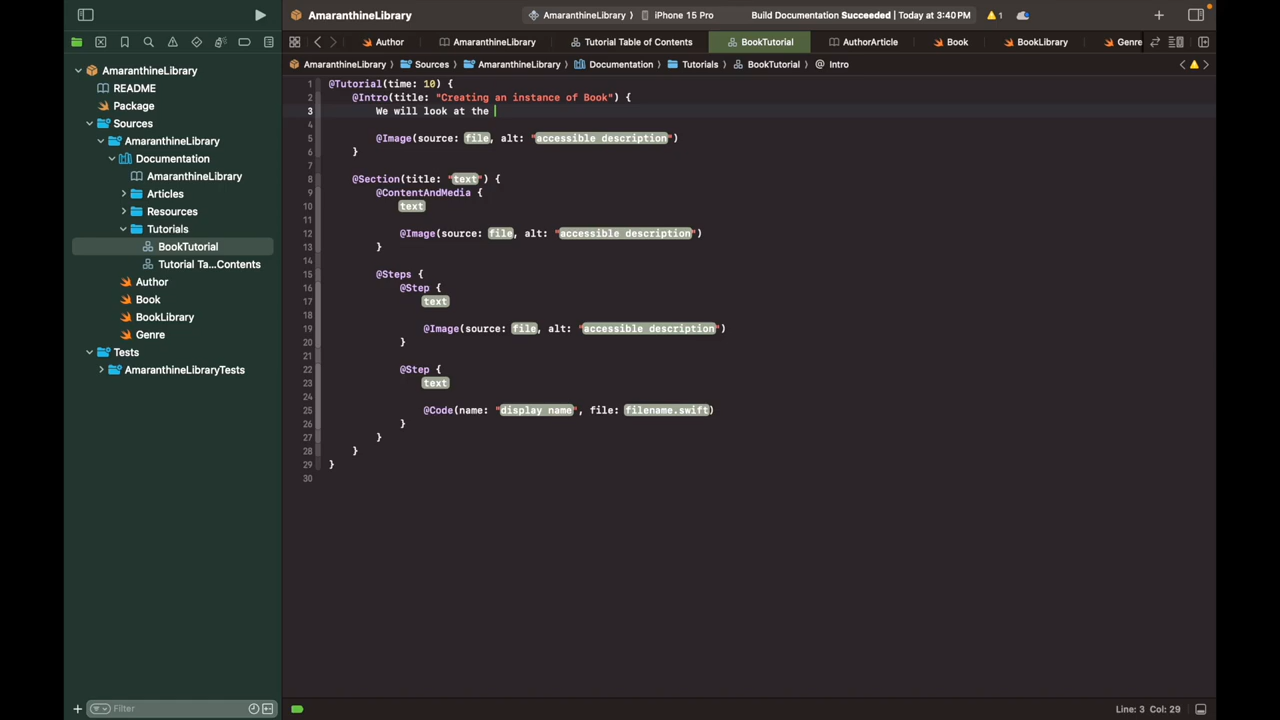 AmaranthineLibrary
AmaranthineLibrary
iPhone 15 Pro
Build Documentation Succeeded | Today at 3:40 PM
1
Author
AmaranthineLibrary
Tutorial Table of Contents
BookTutorial
AuthorArticle
Book
BookLibrary
Genre
AmaranthineLibrary
Sources
AmaranthineLibrary
Documentation
Tutorials
BookTutorial
Intro
AmaranthineLibrary
README
Package
Sources
AmaranthineLibrary
Documentation
AmaranthineLibrary
Articles
Resources
Tutorials
BookTutorial
Tutorial Ta...Contents
Author
Book
BookLibrary
Genre
Tests
AmaranthineLibraryTests
Filter
1 @Tutorial(time: 10) {
2 @Intro(title: "Creating an instance of Book") {
3 We will look at the
4
5 @Image(source: file, alt: "accessible description")
6 }
7
8 @Section(title: "text") {
9 @ContentAndMedia {
10 text
11
12 @Image(source: file, alt: "accessible description")
13 }
14
15 @Steps {
16 @Step {
17 text
18
19 @Image(source: file, alt: "accessible description")
20 }
21
22 @Step {
23 text
24
25 @Code(name: "display name", file: filename.swift)
26 }
27 }
28 }
29 }
30
Line: 3 Col: 29